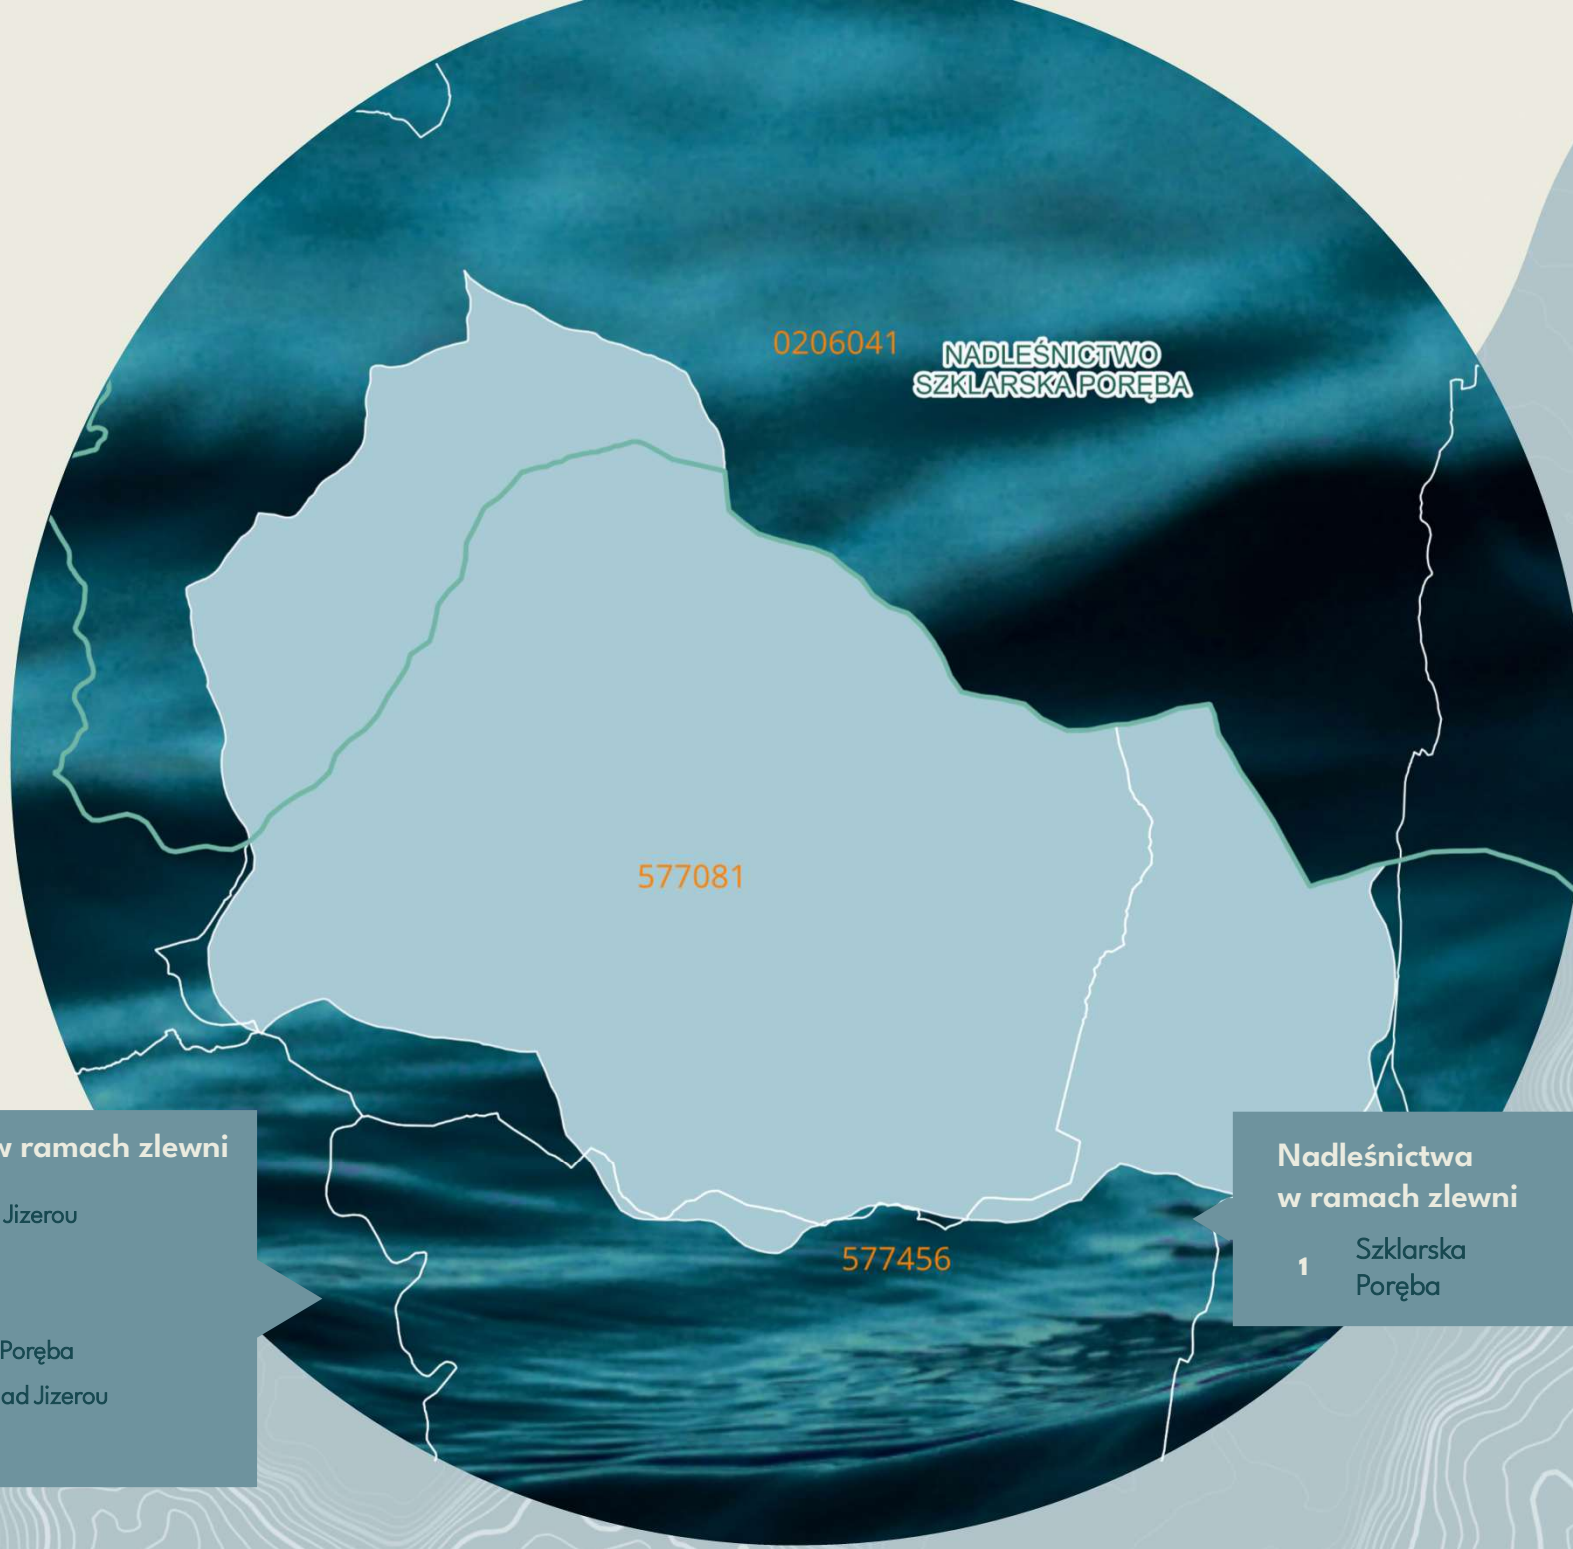 0206041
NADLEŚNICTWO
SZKLARSKA PORĘBA
577081
577456
w ramach zlewni
Jizerou
Poręba
ad Jizerou
Nadleśnictwa
w ramach zlewni
1
Szklarska
Poręba